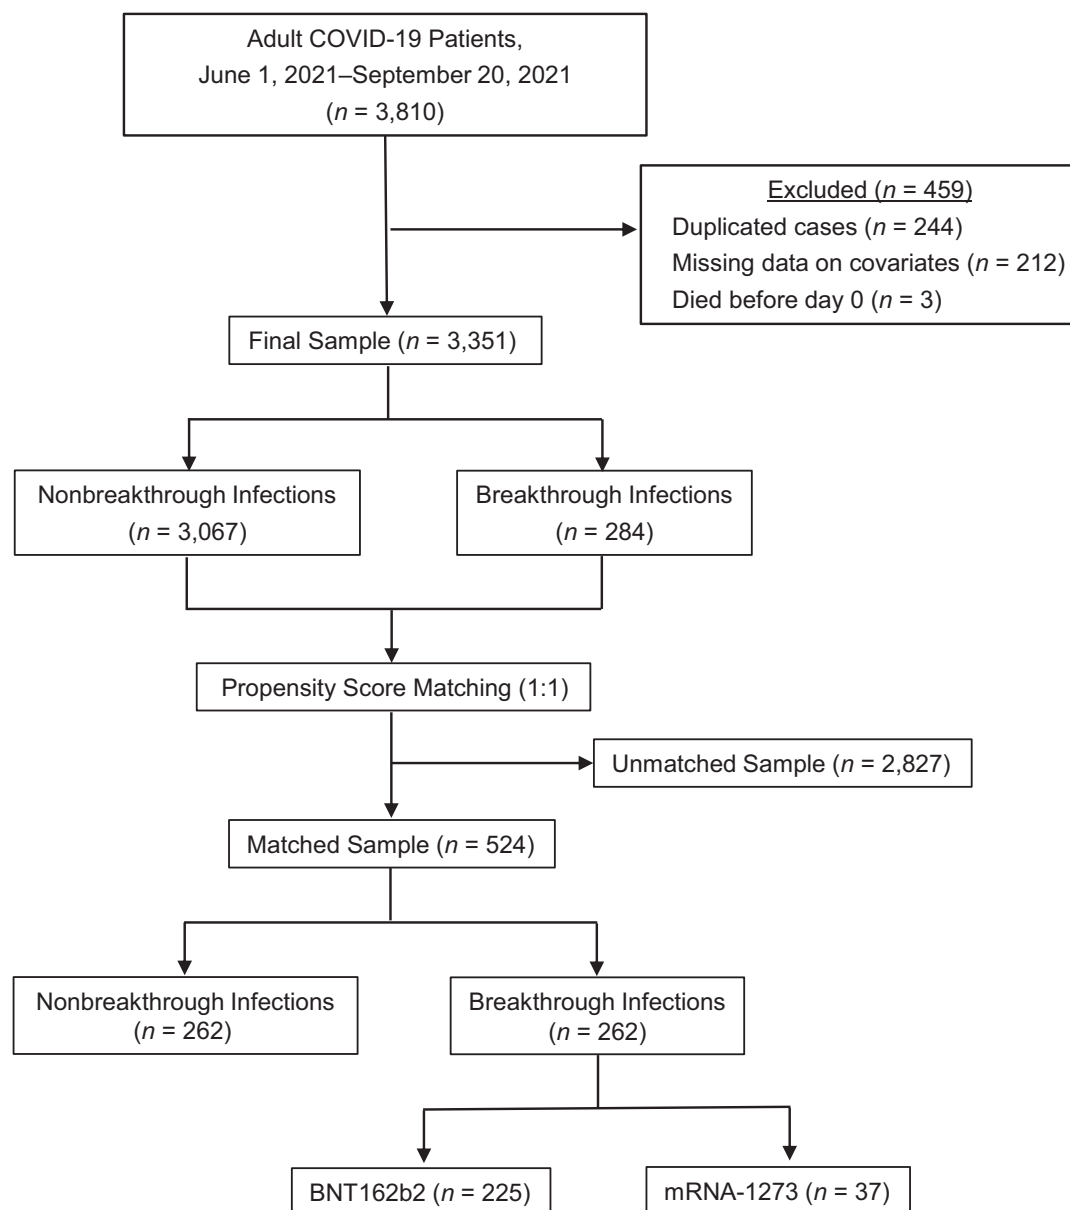 Adult COVID-19 Patients,
June 1, 2021–September 20, 2021
(n = 3,810)
Excluded (n = 459)
Duplicated cases (n = 244)
Missing data on covariates (n = 212)
Died before day 0 (n = 3)
Final Sample (n = 3,351)
Nonbreakthrough Infections
(n = 3,067)
Breakthrough Infections
(n = 284)
Propensity Score Matching (1:1)
Unmatched Sample (n = 2,827)
Matched Sample (n = 524)
Nonbreakthrough Infections
(n = 262)
Breakthrough Infections
(n = 262)
BNT162b2 (n = 225)
mRNA-1273 (n = 37)